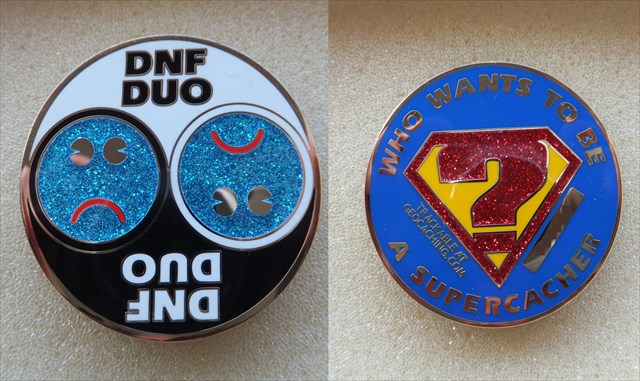 DNF
DUO
DNF
DUO
WHO WANTS TO BE
?
TRACKABLE AT
GEOCACHING.COM
A SUPERCACHER